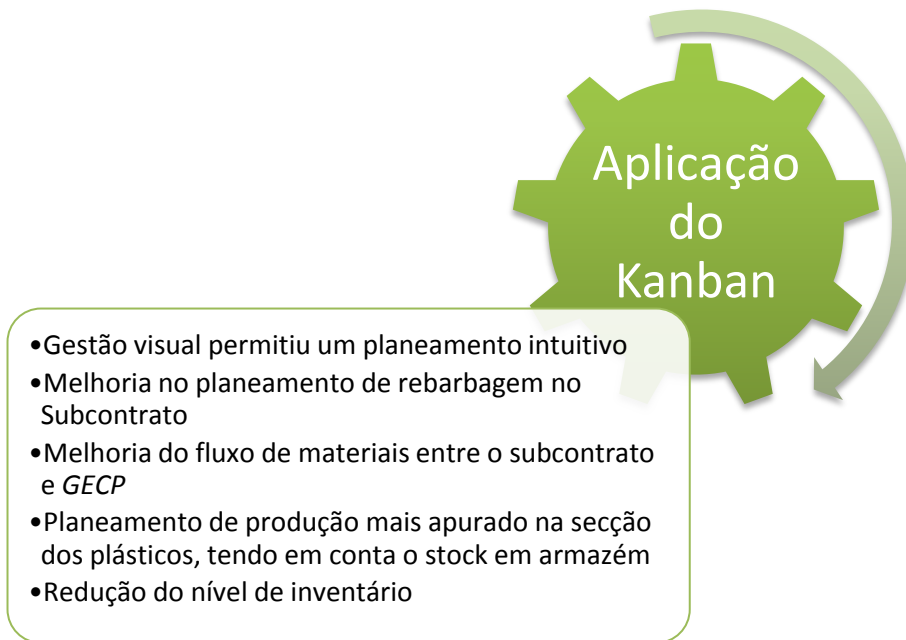 Aplicação
do
Kanban
•Gestão visual permitiu um planeamento intuitivo
•Melhoria no planeamento de rebarbagem no
Subcontrato
•Melhoria do fluxo de materiais entre o subcontrato
e GECP
•Planeamento de produção mais apurado na secção
dos plásticos, tendo em conta o stock em armazém
•Redução do nível de inventário